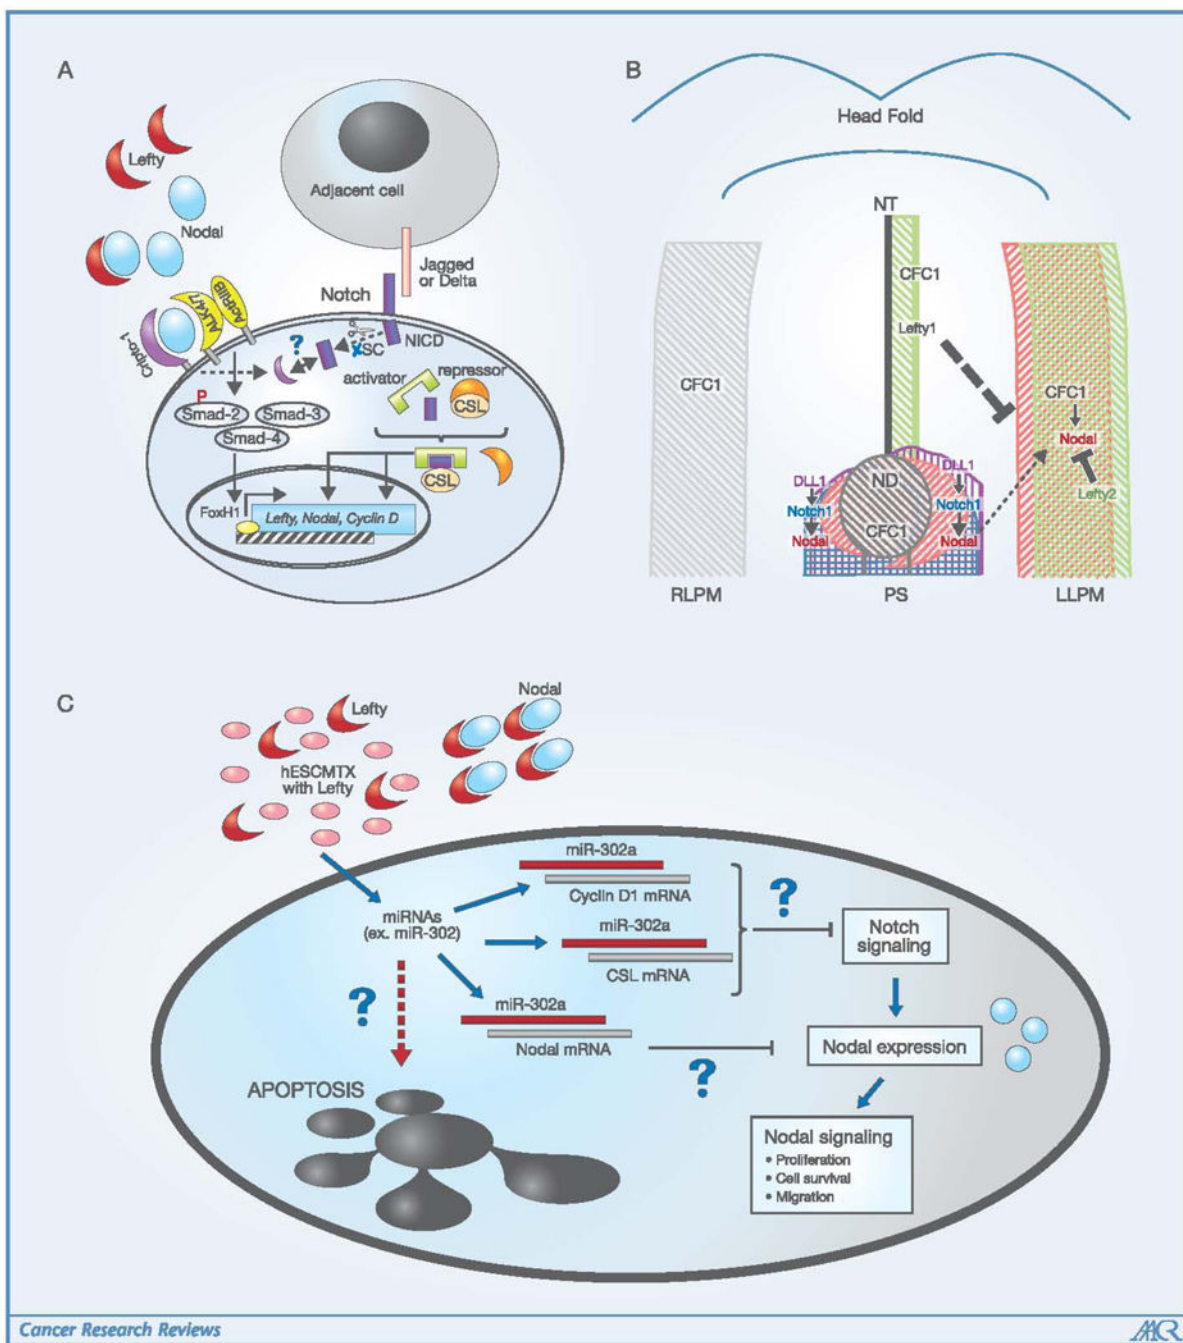 A
Lefty
Nodal
Adjacent cell
Jagged
or Delta
Notch
Cripto-1
ALK4/7
ActRIIB
?
SC
NICD
activator
repressor
CSL
P
Smad-2
Smad-3
Smad-4
CSL
FoxH1
Lefty, Nodal, Cyclin D
B
Head Fold
NT
CFC1
Lefty1
CFC1
CFC1
Nodal
Lefty2
DLL1
Notch1
Nodal
ND
CFC1
DLL1
Notch1
Nodal
RLPM
PS
LLPM
C
Lefty
Nodal
hESCMTX
with Lefty
miRNAs
(ex. miR-302)
miR-302a
Cyclin D1 mRNA
miR-302a
CSL mRNA
miR-302a
Nodal mRNA
?
?
?
Notch
signaling
Nodal expression
Nodal signaling
• Proliferation
• Cell survival
• Migration
APOPTOSIS
Cancer Research Reviews
AACR